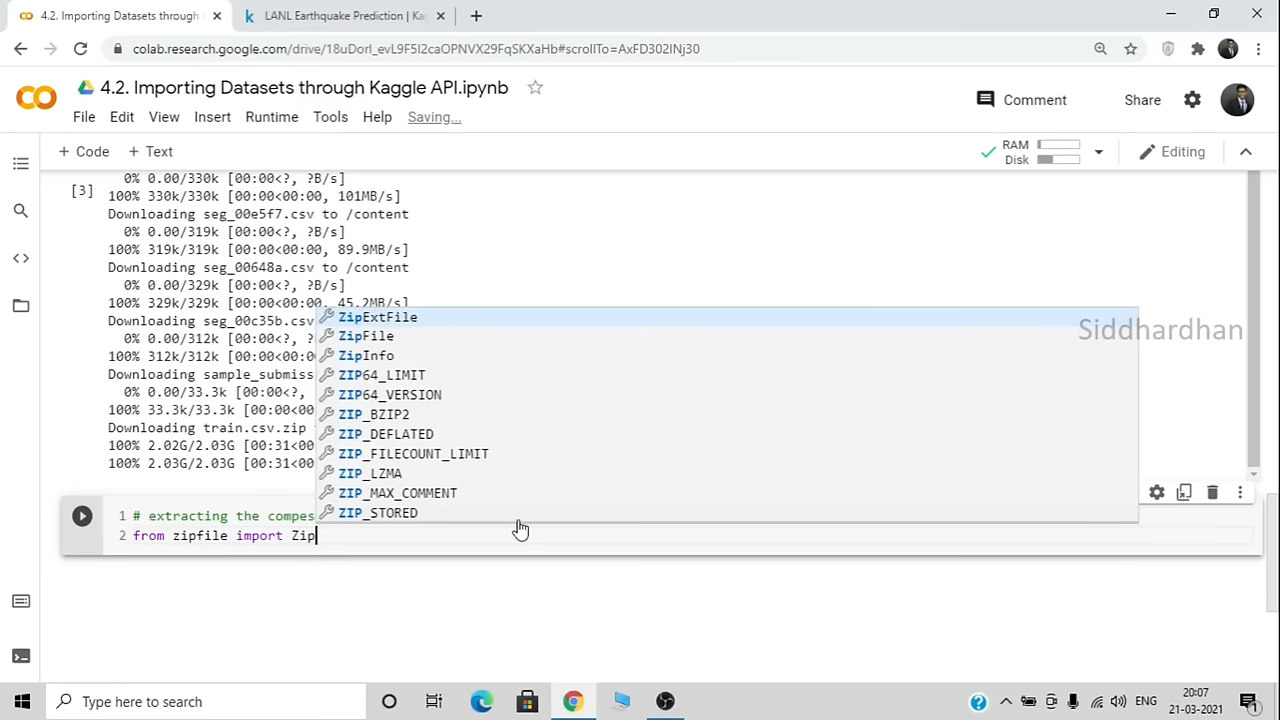 4.2. Importing Datasets through
LANL Earthquake Prediction | Ka
colab.research.google.com/drive/18uDorl_evL9F5I2caOPNVX29FqSKXaHb#scrollTo=AxFD302lNj30
4.2. Importing Datasets through Kaggle API.ipynb
Comment
Share
File Edit View Insert Runtime Tools Help Saving...
+ Code + Text
RAM
Disk
Editing
0% 0.00/330k [00:00<?, ?B/s]
[3]
100% 330k/330k [00:00<00:00, 101MB/s]
Downloading seg_00e5f7.csv to /content
0% 0.00/319k [00:00<?, ?B/s]
100% 319k/319k [00:00<00:00, 89.9MB/s]
Downloading seg_00648a.csv to /content
0% 0.00/329k [00:00<?, ?B/s]
100% 329k/329k [00:00<00:00, 45.2MB/s]
Downloading seg_00c35b.csv
0% 0.00/312k [00:00<?,
100% 312k/312k [00:00<00:
Downloading sample_submiss
0% 0.00/33.3k [00:00<?,
100% 33.3k/33.3k [00:00<00
Downloading train.csv.zip
100% 2.02G/2.03G [00:31<00
100% 2.03G/2.03G [00:31<00
ZipExtFile
ZipFile
ZipInfo
ZIP64_LIMIT
ZIP64_VERSION
ZIP_BZIP2
ZIP_DEFLATED
ZIP_FILECOUNT_LIMIT
ZIP_LZMA
ZIP_MAX_COMMENT
ZIP_STORED
Siddhardhan
1 # extracting the compes
2 from zipfile import Zip
Type here to search
ENG
20:07
21-03-2021
1